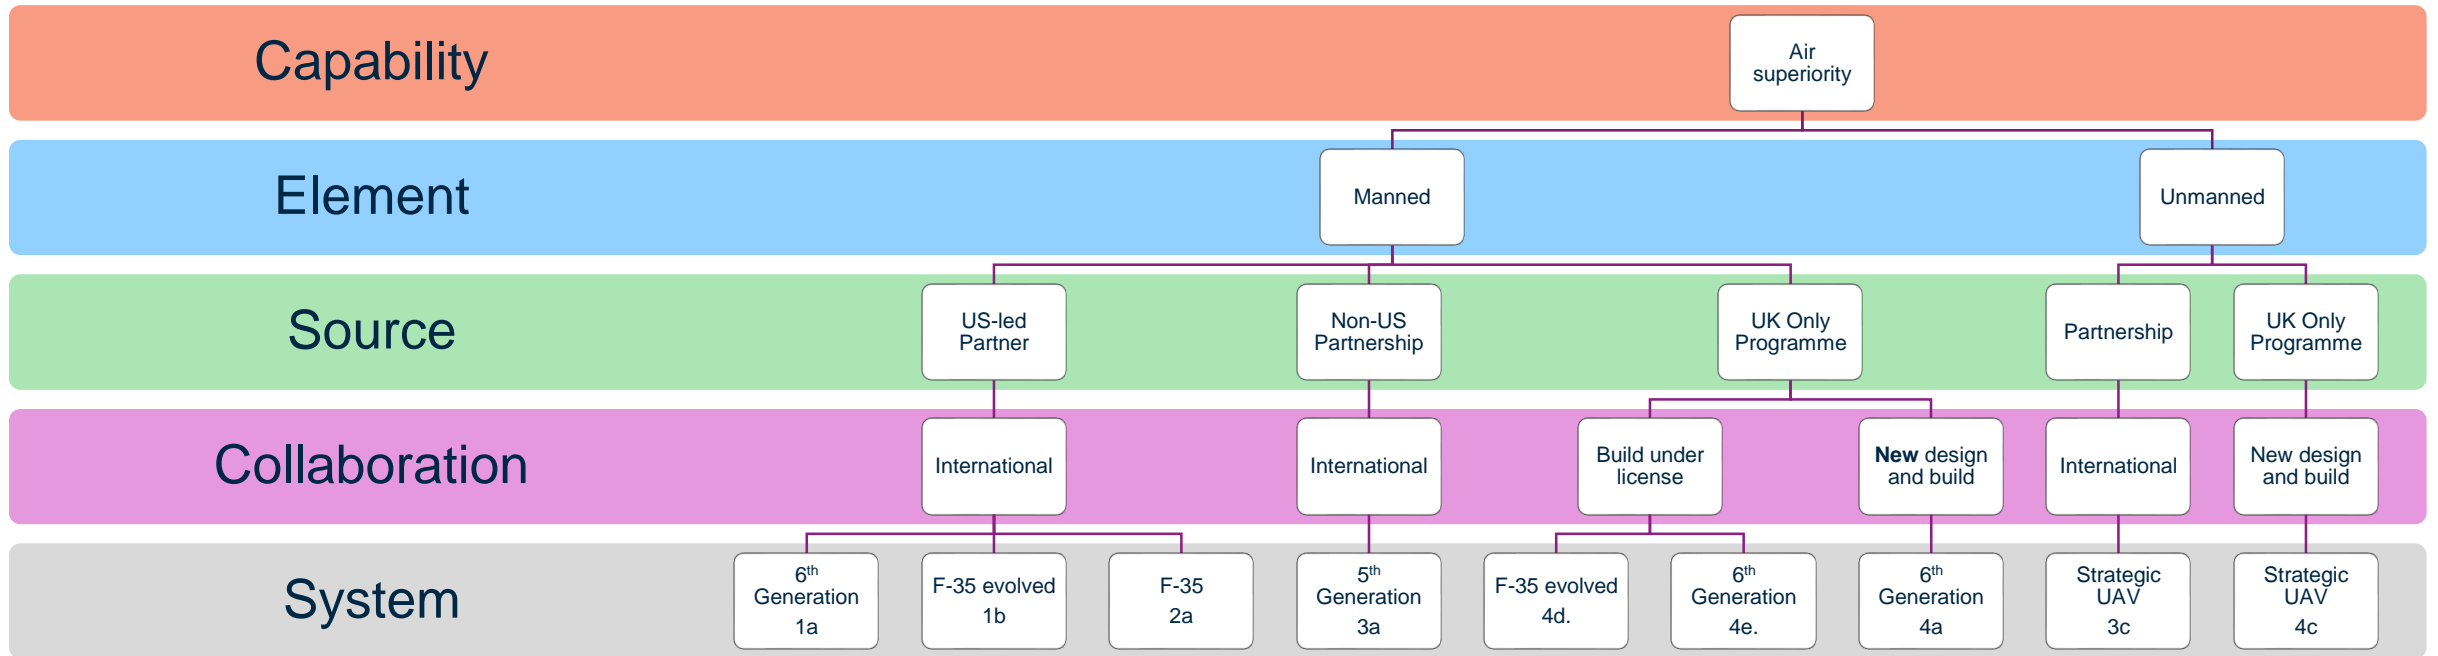 Capability
Air
superiority
Element
Manned
Unmanned
Source
US-led
Partner
Non-US
Partnership
UK Only
Programme
Partnership
UK Only
Programme
Collaboration
International
International
Build under
license
New design
and build
International
New design
and build
System
6th
Generation
1a
F-35 evolved
1b
F-35
2a
5th
Generation
3a
F-35 evolved
4d.
6th
Generation
4e.
6th
Generation
4a
Strategic
UAV
3c
Strategic
UAV
4c